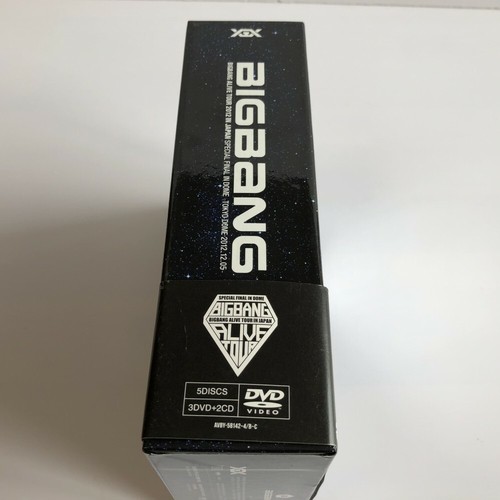 BIGBANG
BIGBANG ALIVE TOUR 2012 IN JAPAN SPECIAL FINAL IN DOME -TOKYO DOME 2012.12.05-
SPECIAL FINAL IN DOME
BIGBANG
BIGBANG ALIVE TOUR IN JAPAN
ALIVE
TOUR
5DISCS
3DVD+2CD
DVD
VIDEO
AVBY-58142~4/B~C